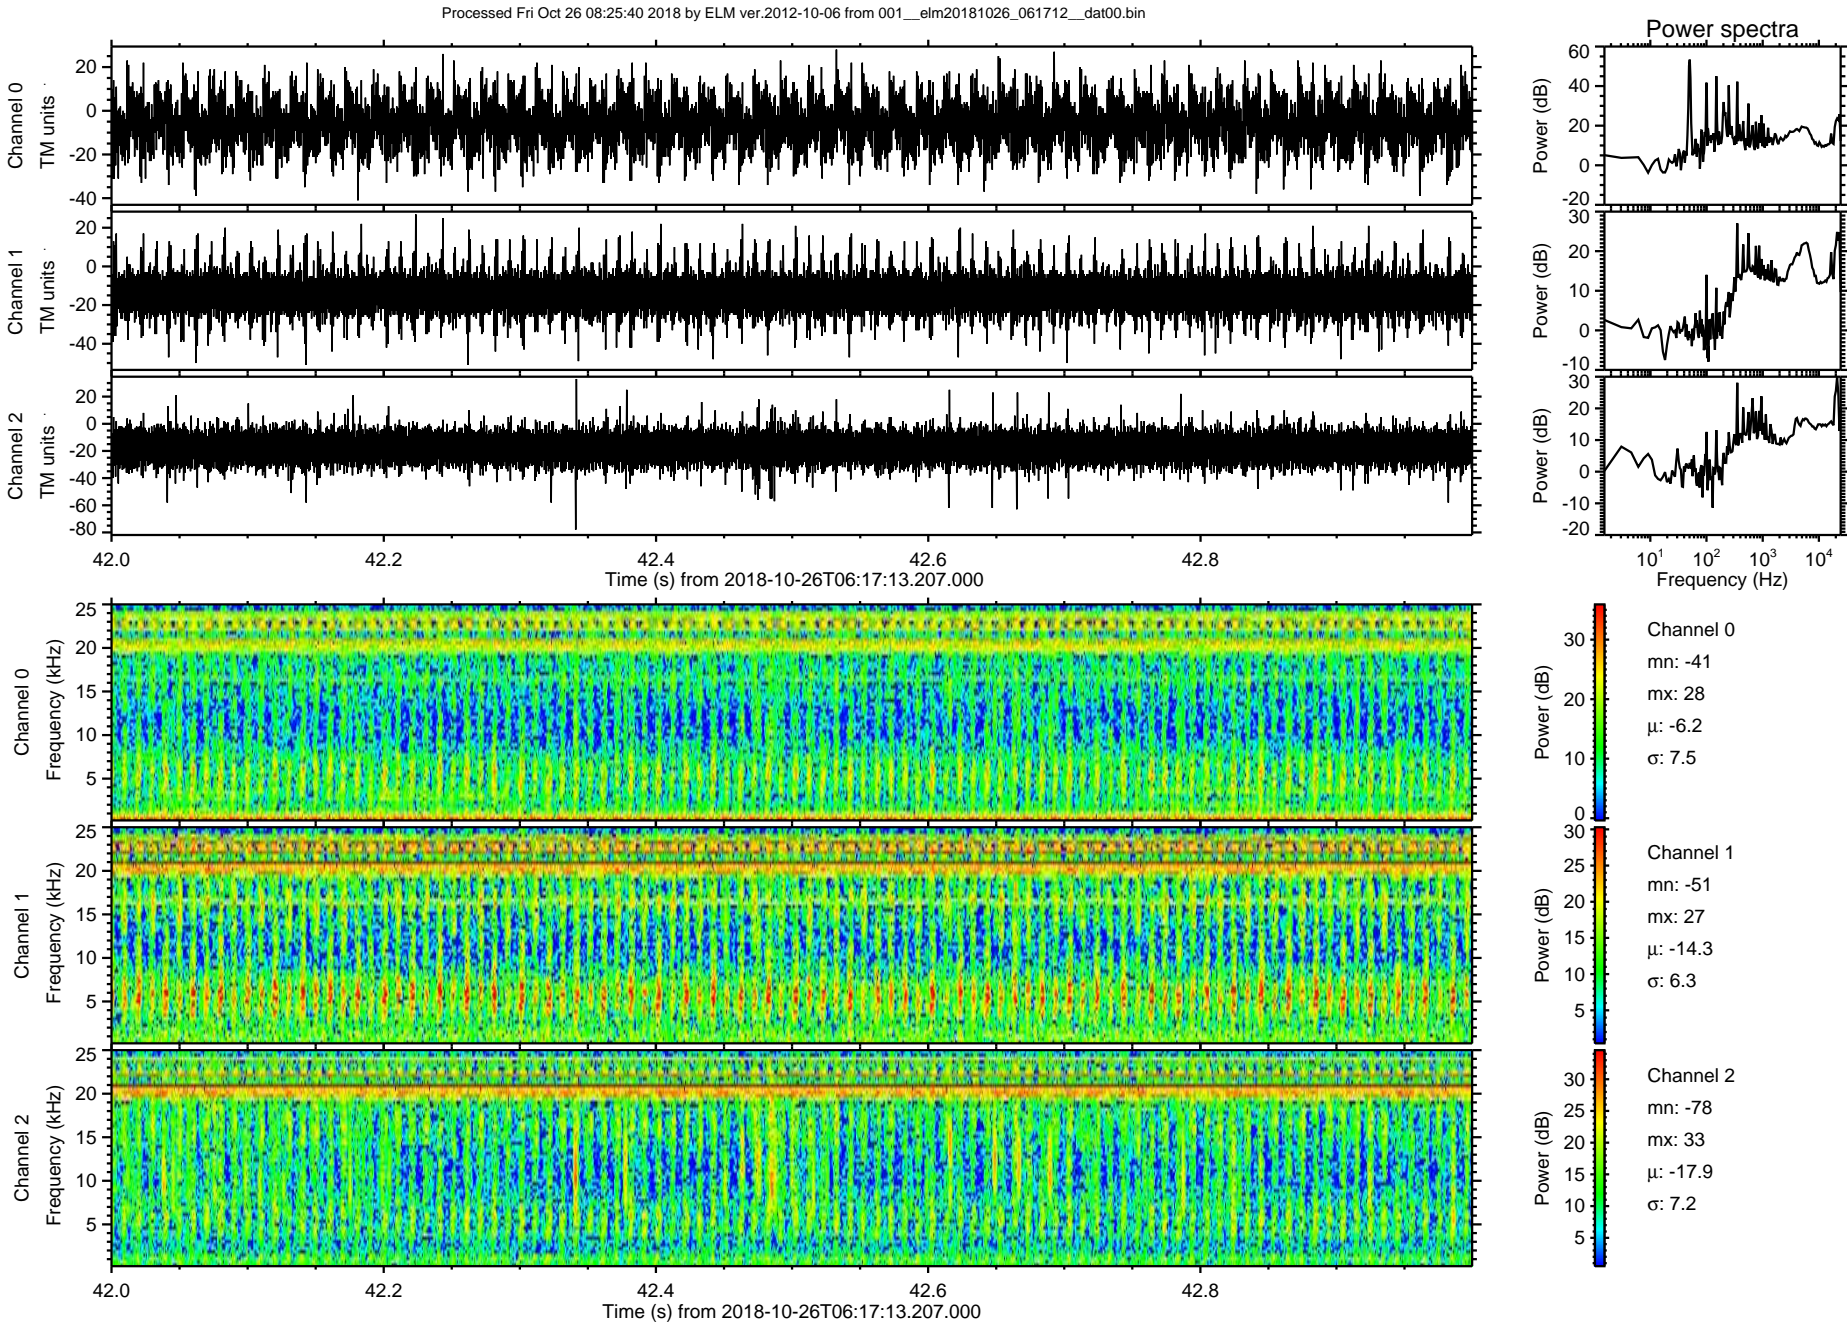 Processed Fri Oct 26 08:25:40 2018 by ELM ver.2012-10-06 from 001__elm20181026_061712__dat00.bin
Power spectra
Channel 0
TM units
20
0
-20
-40
Power (dB)
60
40
20
0
-20
Channel 1
TM units
20
0
-20
-40
Power (dB)
30
20
10
0
-10
Channel 2
TM units
20
0
-20
-40
-60
-80
Power (dB)
30
20
10
0
-10
-20
42.0 42.2 42.4 42.6 42.8
Time (s) from 2018-10-26T06:17:13.207.000
10¹ 10² 10³ 10⁴
Frequency (Hz)
Channel 0
Frequency (kHz)
25
20
15
10
5
Power (dB)
30
20
10
0
Channel 0
mn: -41
mx: 28
μ: -6.2
σ: 7.5
Channel 1
Frequency (kHz)
25
20
15
10
5
Power (dB)
30
25
20
15
10
5
Channel 1
mn: -51
mx: 27
μ: -14.3
σ: 6.3
Channel 2
Frequency (kHz)
25
20
15
10
5
Power (dB)
30
25
20
15
10
5
Channel 2
mn: -78
mx: 33
μ: -17.9
σ: 7.2
42.0 42.2 42.4 42.6 42.8
Time (s) from 2018-10-26T06:17:13.207.000